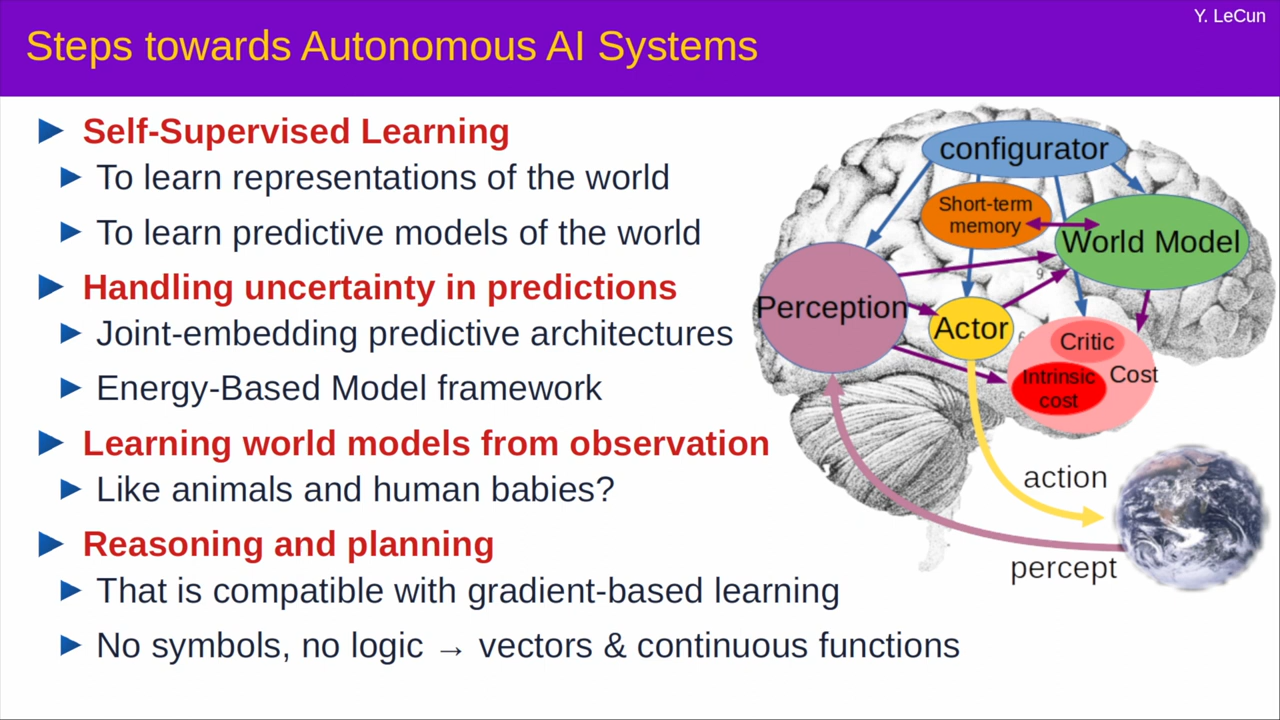 Y. LeCun
Steps towards Autonomous AI Systems
Self-Supervised Learning
To learn representations of the world
To learn predictive models of the world
Handling uncertainty in predictions
Joint-embedding predictive architectures
Energy-Based Model framework
Learning world models from observation
Like animals and human babies?
Reasoning and planning
That is compatible with gradient-based learning
No symbols, no logic → vectors & continuous functions
configurator
Short-term
memory
World Model
9
Perception
Actor
6
Critic
Intrinsic
cost
Cost
action
percept